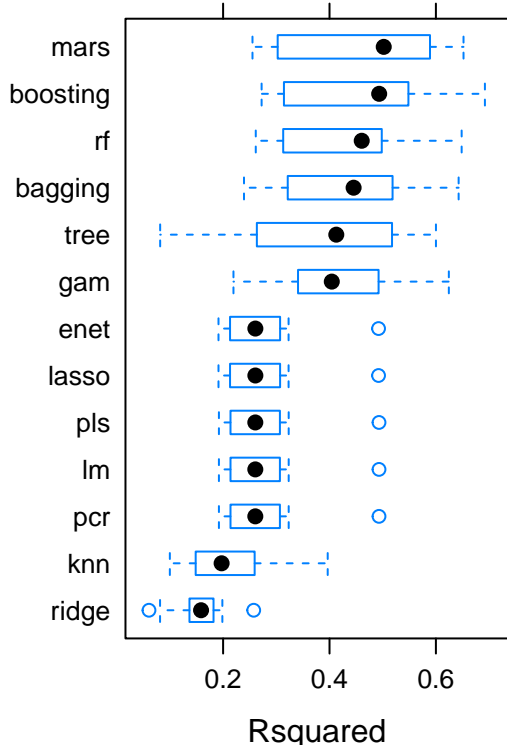 mars
boosting
rf
bagging
tree
gam
enet
lasso
pls
lm
pcr
knn
ridge
0.2 0.4 0.6
Rsquared